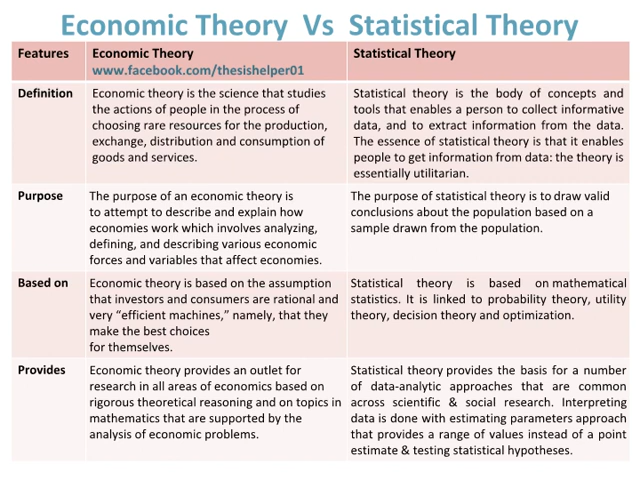 Economic Theory Vs Statistical Theory
Features
Economic Theory
www.facebook.com/thesishelper01
Statistical Theory
Definition
Economic theory is the science that studies
the actions of people in the process of
choosing rare resources for the production,
exchange, distribution and consumption of
goods and services.
Statistical theory is the body of concepts and
tools that enables a person to collect informative
data, and to extract information from the data.
The essence of statistical theory is that it enables
people to get information from data: the theory is
essentially utilitarian.
Purpose
The purpose of an economic theory is
to attempt to describe and explain how
economies work which involves analyzing,
defining, and describing various economic
forces and variables that affect economies.
The purpose of statistical theory is to draw valid
conclusions about the population based on a
sample drawn from the population.
Based on
Economic theory is based on the assumption
that investors and consumers are rational and
very “efficient machines,” namely, that they
make the best choices
for themselves.
Statistical theory is based on mathematical
statistics. It is linked to probability theory, utility
theory, decision theory and optimization.
Provides
Economic theory provides an outlet for
research in all areas of economics based on
rigorous theoretical reasoning and on topics in
mathematics that are supported by the
analysis of economic problems.
Statistical theory provides the basis for a number
of data-analytic approaches that are common
across scientific & social research. Interpreting
data is done with estimating parameters approach
that provides a range of values instead of a point
estimate & testing statistical hypotheses.